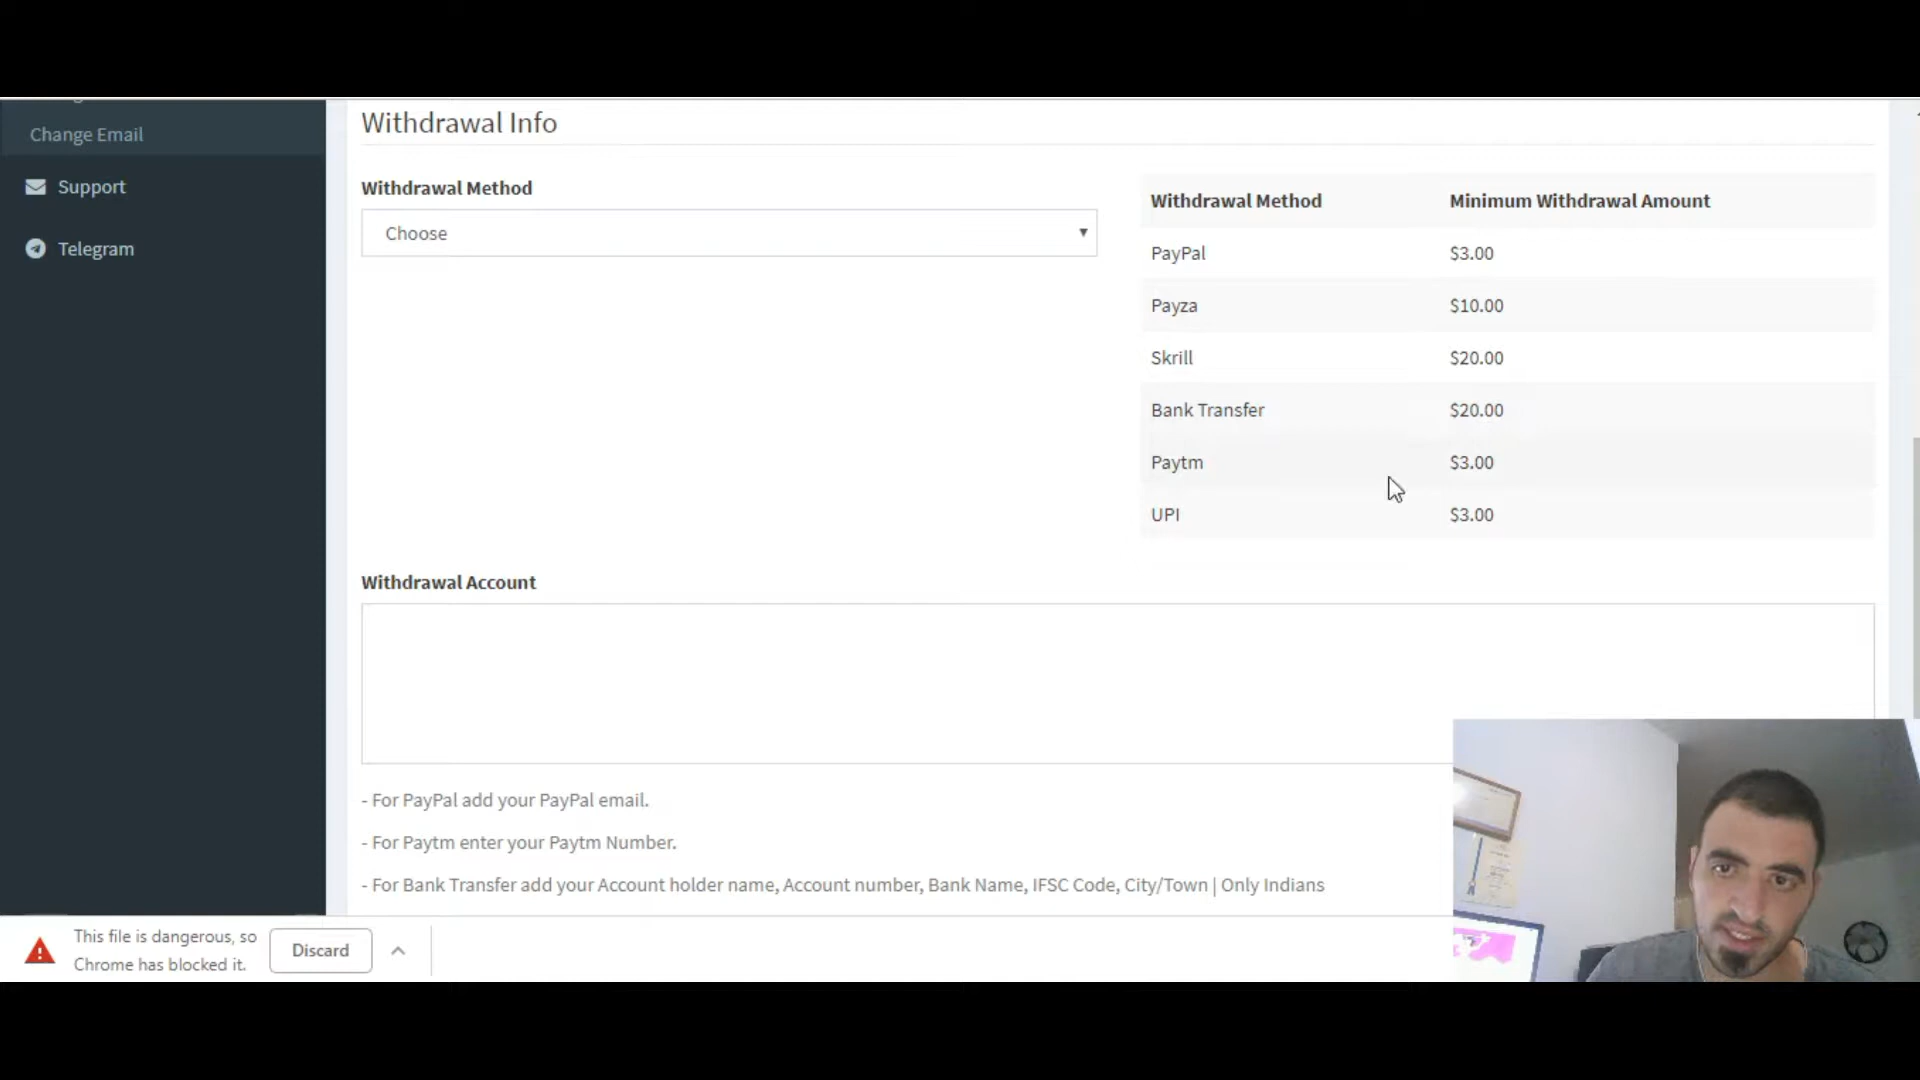 Change Email
Support
Telegram
Withdrawal Info
Withdrawal Method
Choose
Withdrawal Method Minimum Withdrawal Amount
PayPal $3.00
Payza $10.00
Skrill $20.00
Bank Transfer $20.00
Paytm $3.00
UPI $3.00
Withdrawal Account
- For PayPal add your PayPal email.
- For Paytm enter your Paytm Number.
- For Bank Transfer add your Account holder name, Account number, Bank Name, IFSC Code, City/Town | Only Indians
This file is dangerous, so
Chrome has blocked it.
Discard